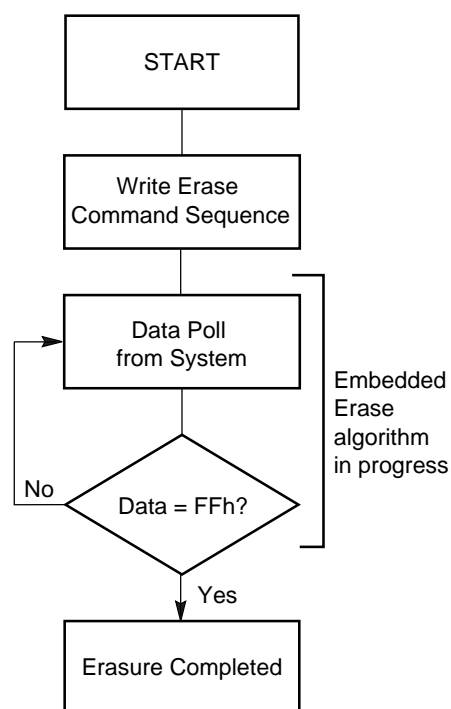 START
Write Erase
Command Sequence
Data Poll
from System
Embedded
Erase
algorithm
in progress
No
Data = FFh?
Yes
Erasure Completed